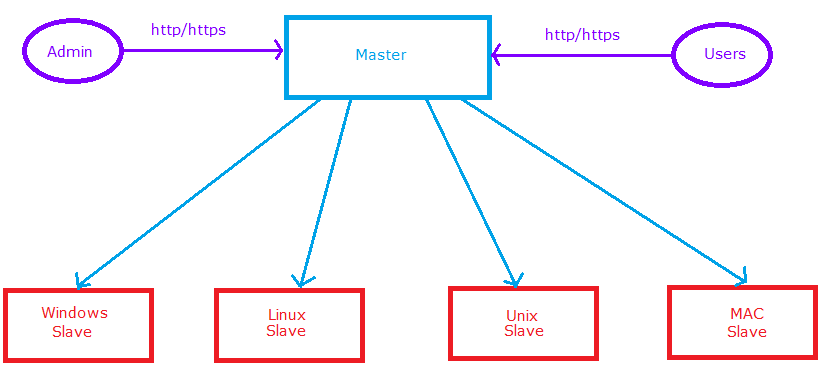 http/https
http/https
Admin
Master
Users
Windows
Slave
Linux
Slave
Unix
Slave
MAC
Slave